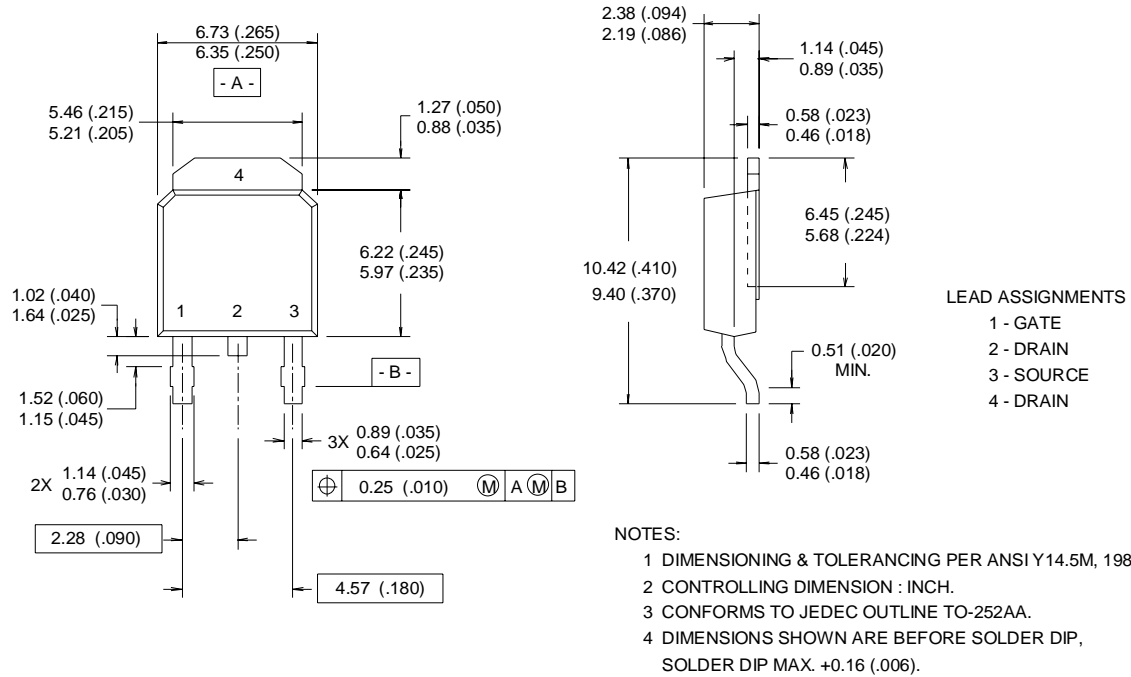 6.73 (.265)
6.35 (.250)
- A -
5.46 (.215)
5.21 (.205)
1.27 (.050)
0.88 (.035)
4
6.22 (.245)
5.97 (.235)
1.02 (.040)
1.64 (.025)
1 2 3
- B -
1.52 (.060)
1.15 (.045)
3X 0.89 (.035)
0.64 (.025)
2X 1.14 (.045)
0.76 (.030)
⌖ 0.25 (.010) Ⓜ A Ⓜ B
2.28 (.090)
4.57 (.180)
2.38 (.094)
2.19 (.086)
1.14 (.045)
0.89 (.035)
0.58 (.023)
0.46 (.018)
6.45 (.245)
5.68 (.224)
10.42 (.410)
9.40 (.370)
0.51 (.020)
MIN.
0.58 (.023)
0.46 (.018)
LEAD ASSIGNMENTS
1 - GATE
2 - DRAIN
3 - SOURCE
4 - DRAIN
NOTES:
1 DIMENSIONING & TOLERANCING PER ANSI Y14.5M, 198
2 CONTROLLING DIMENSION : INCH.
3 CONFORMS TO JEDEC OUTLINE TO-252AA.
4 DIMENSIONS SHOWN ARE BEFORE SOLDER DIP,
SOLDER DIP MAX. +0.16 (.006).